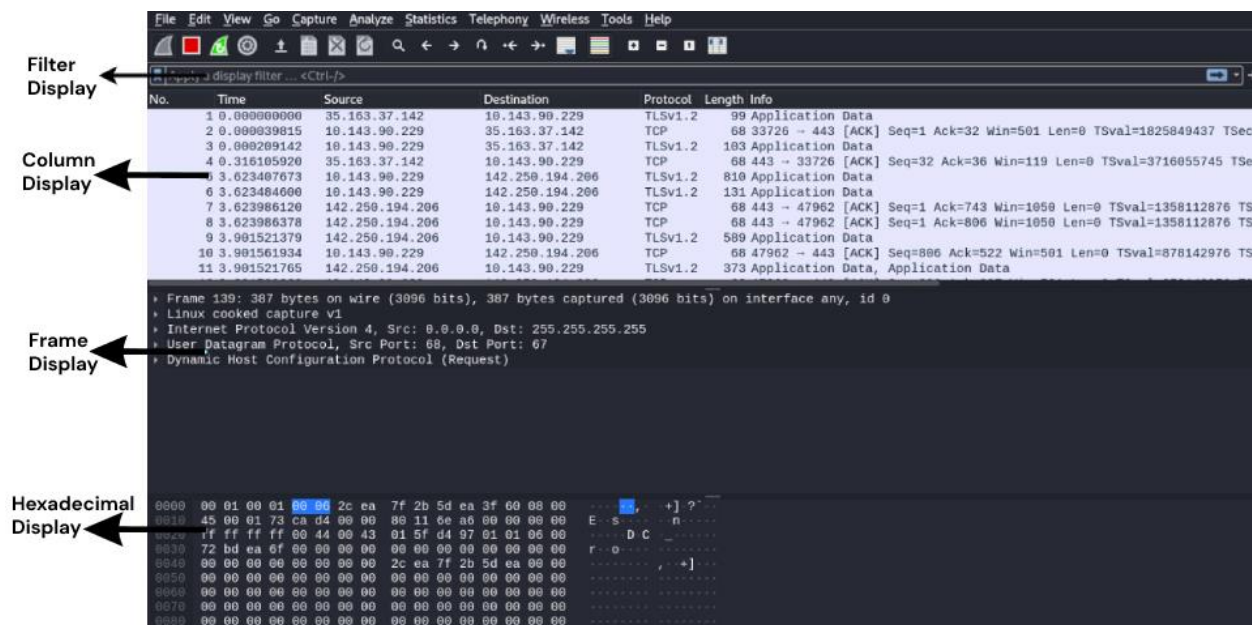 File Edit View Go Capture Analyze Statistics Telephony Wireless Tools Help
Filter
Display
Apply a display filter ... <Ctrl-/>
No. Time Source Destination Protocol Length Info
1 0.000000000 35.163.37.142 10.143.90.229 TLSv1.2 99 Application Data
2 0.000039815 10.143.90.229 35.163.37.142 TCP 68 33726 → 443 [ACK] Seq=1 Ack=32 Win=501 Len=0 TSval=1825849437 TSec
3 0.000209142 10.143.90.229 35.163.37.142 TLSv1.2 103 Application Data
4 0.316105920 35.163.37.142 10.143.90.229 TCP 68 443 → 33726 [ACK] Seq=32 Ack=36 Win=119 Len=0 TSval=3716055745 TSe
Column
Display
5 3.623407673 10.143.90.229 142.250.194.206 TLSv1.2 810 Application Data
6 3.623484600 10.143.90.229 142.250.194.206 TLSv1.2 131 Application Data
7 3.623986120 142.250.194.206 10.143.90.229 TCP 68 443 → 47962 [ACK] Seq=1 Ack=743 Win=1050 Len=0 TSval=1358112876 TS
8 3.623986378 142.250.194.206 10.143.90.229 TCP 68 443 → 47962 [ACK] Seq=1 Ack=806 Win=1050 Len=0 TSval=1358112876 TS
9 3.901521379 142.250.194.206 10.143.90.229 TLSv1.2 589 Application Data
10 3.901561934 10.143.90.229 142.250.194.206 TCP 68 47962 → 443 [ACK] Seq=806 Ack=522 Win=501 Len=0 TSval=878142976 TS
11 3.901521765 142.250.194.206 10.143.90.229 TLSv1.2 373 Application Data, Application Data
Frame 139: 387 bytes on wire (3096 bits), 387 bytes captured (3096 bits) on interface any, id 0
Linux cooked capture v1
Internet Protocol Version 4, Src: 0.0.0.0, Dst: 255.255.255.255
User Datagram Protocol, Src Port: 68, Dst Port: 67
Dynamic Host Configuration Protocol (Request)
Frame
Display
Hexadecimal
Display
0000 00 01 00 01 00 06 2c ea 7f 2b 5d ea 3f 60 08 00 ······,· ·+]·?`··
0010 45 00 01 73 ca d4 00 00 80 11 6e a6 00 00 00 00 E··s···· ··n·····
0020 ff ff ff ff 00 44 00 43 01 5f d4 97 01 01 06 00 ·····D·C ·_······
0030 72 bd ea 6f 00 00 00 00 00 00 00 00 00 00 00 00 r··o···· ········
0040 00 00 00 00 00 00 00 00 2c ea 7f 2b 5d ea 00 00 ········ ,··+]···
0050 00 00 00 00 00 00 00 00 00 00 00 00 00 00 00 00 ········ ········
0060 00 00 00 00 00 00 00 00 00 00 00 00 00 00 00 00 ········ ········
0070 00 00 00 00 00 00 00 00 00 00 00 00 00 00 00 00 ········ ········
0080 00 00 00 00 00 00 00 00 00 00 00 00 00 00 00 00 ········ ········